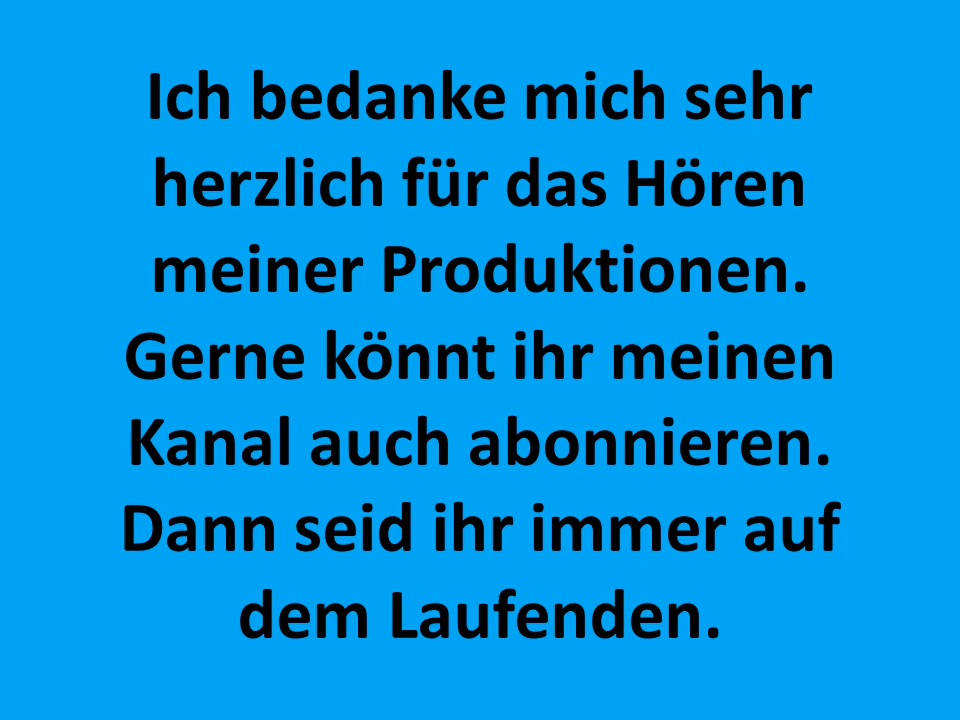 Ich bedanke mich sehr
herzlich für das Hören
meiner Produktionen.
Gerne könnt ihr meinen
Kanal auch abonnieren.
Dann seid ihr immer auf
dem Laufenden.